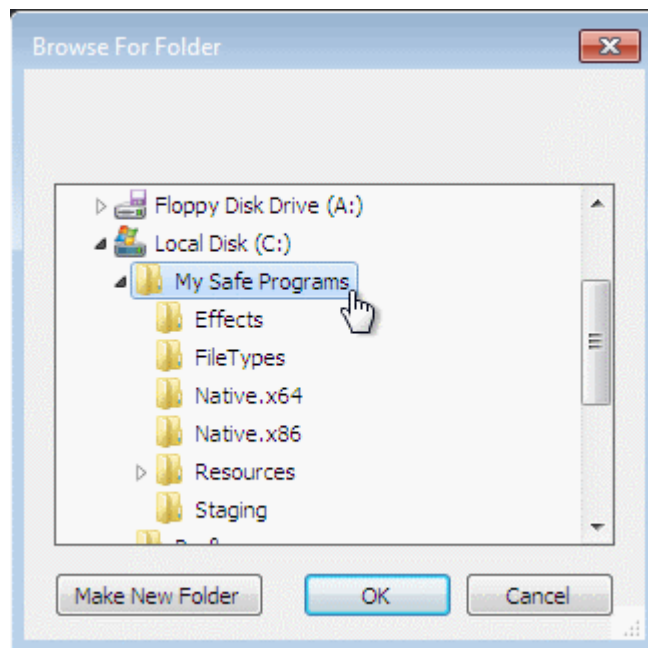 Browse For Folder
Floppy Disk Drive (A:)
Local Disk (C:)
My Safe Programs
Effects
FileTypes
Native.x64
Native.x86
Resources
Staging
Make New Folder
OK
Cancel